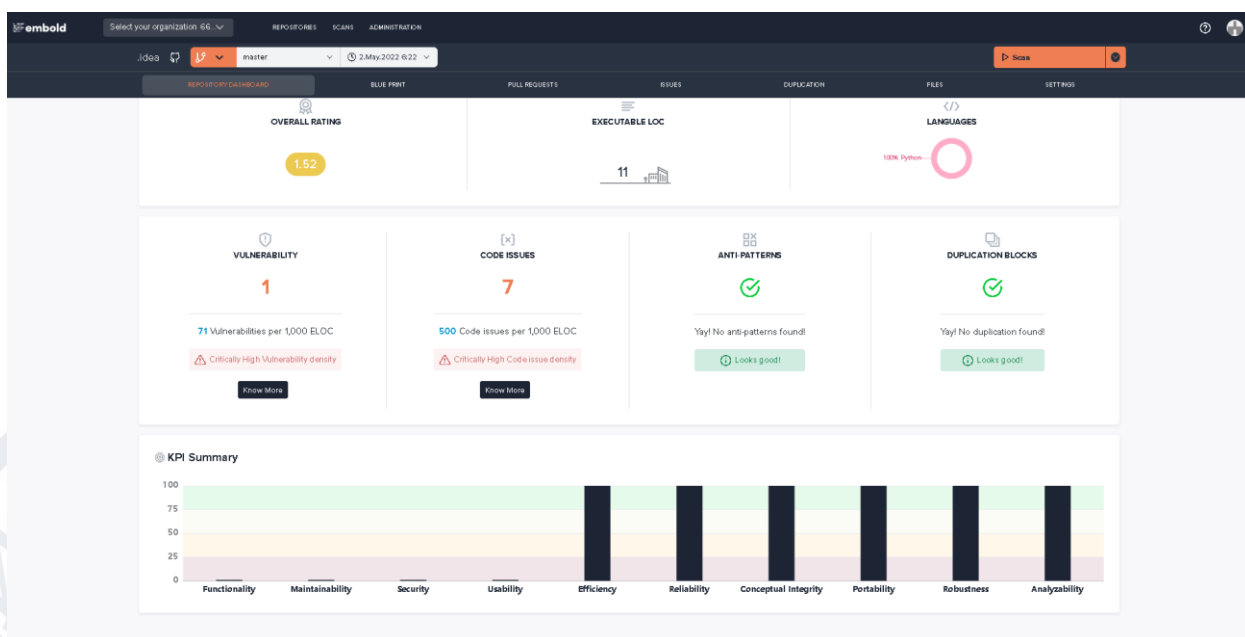 embold Select your organization 66.. REPOSITORIES SCANS ADMINISTRATION
.idea master 2.May.2022 6:22 Scan
REPOSITORY DASHBOARD BLUE PRINT PULL REQUESTS ISSUES DUPLICATION FILES SETTINGS
OVERALL RATING EXECUTABLE LOC LANGUAGES
1.52 11 100% Python
VULNERABILITY CODE ISSUES ANTI-PATTERNS DUPLICATION BLOCKS
1 7
71 Vulnerabilities per 1,000 ELOC 500 Code issues per 1,000 ELOC Yay! No anti-patterns found! Yay! No duplication found!
Critically High Vulnerability density Critically High Code issue density Looks good! Looks good!
Know More Know More
KPI Summary
100
75
50
25
0
Functionality Maintainability Security Usability Efficiency Reliability Conceptual Integrity Portability Robustness Analyzability